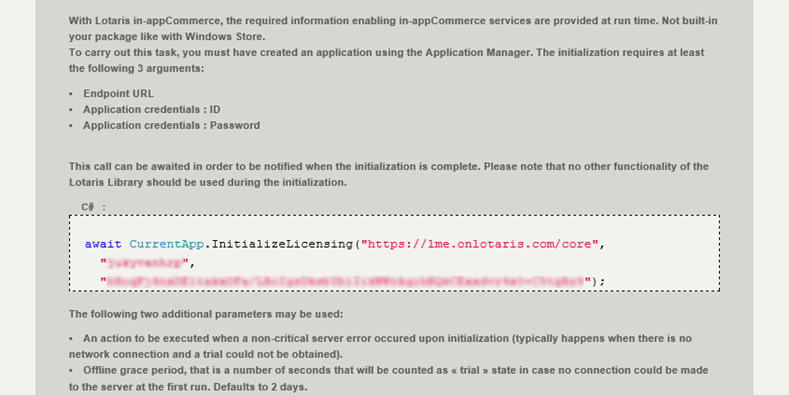 With Lotaris in-appCommerce, the required information enabling in-appCommerce services are provided at run time. Not built-in
your package like with Windows Store.
To carry out this task, you must have created an application using the Application Manager. The initialization requires at least
the following 3 arguments:
• Endpoint URL
• Application credentials : ID
• Application credentials : Password
This call can be awaited in order to be notified when the initialization is complete. Please note that no other functionality of the
Lotaris Library should be used during the initialization.
C# :
await CurrentApp.InitializeLicensing("https://lme.onlotaris.com/core",
"",
"");
The following two additional parameters may be used:
• An action to be executed when a non-critical server error occured upon initialization (typically happens when there is no
network connection and a trial could not be obtained).
• Offline grace period, that is a number of seconds that will be counted as « trial » state in case no connection could be made
to the server at the first run. Defaults to 2 days.